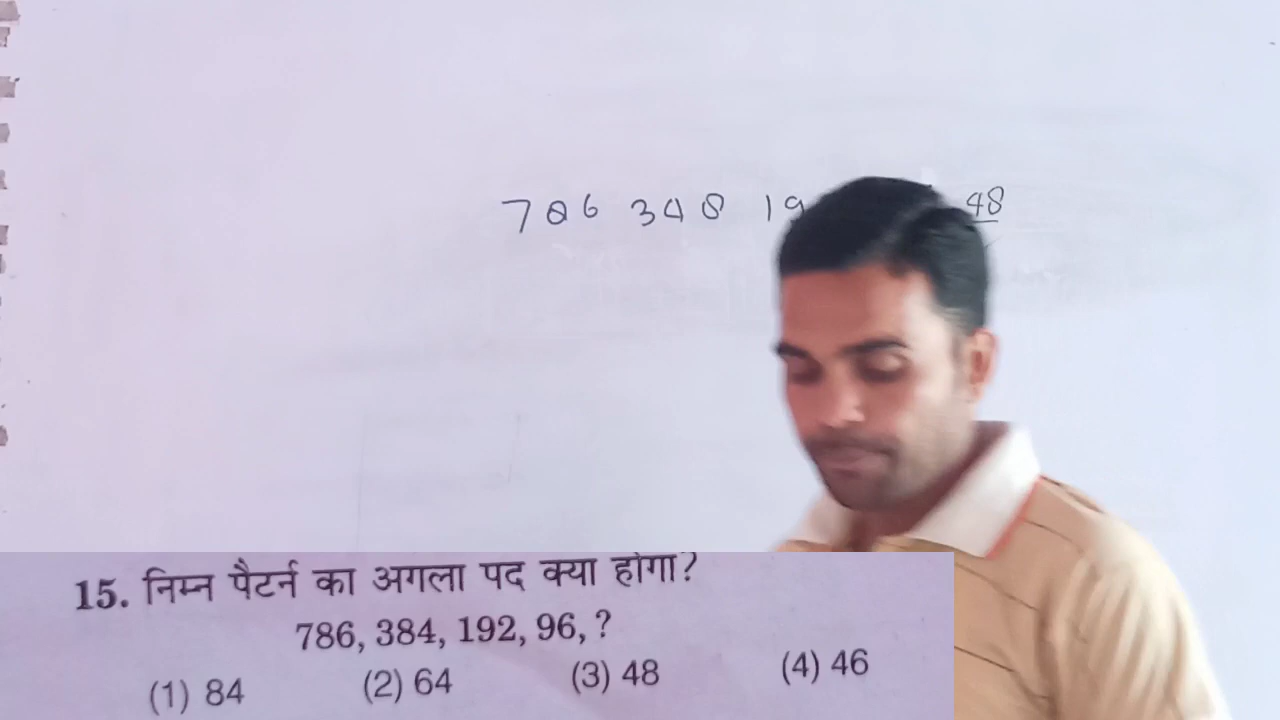 786 348 19 48
15. निम्न पैटर्न का अगला पद क्या होगा?
786, 384, 192, 96, ?
(1) 84 (2) 64 (3) 48 (4) 46